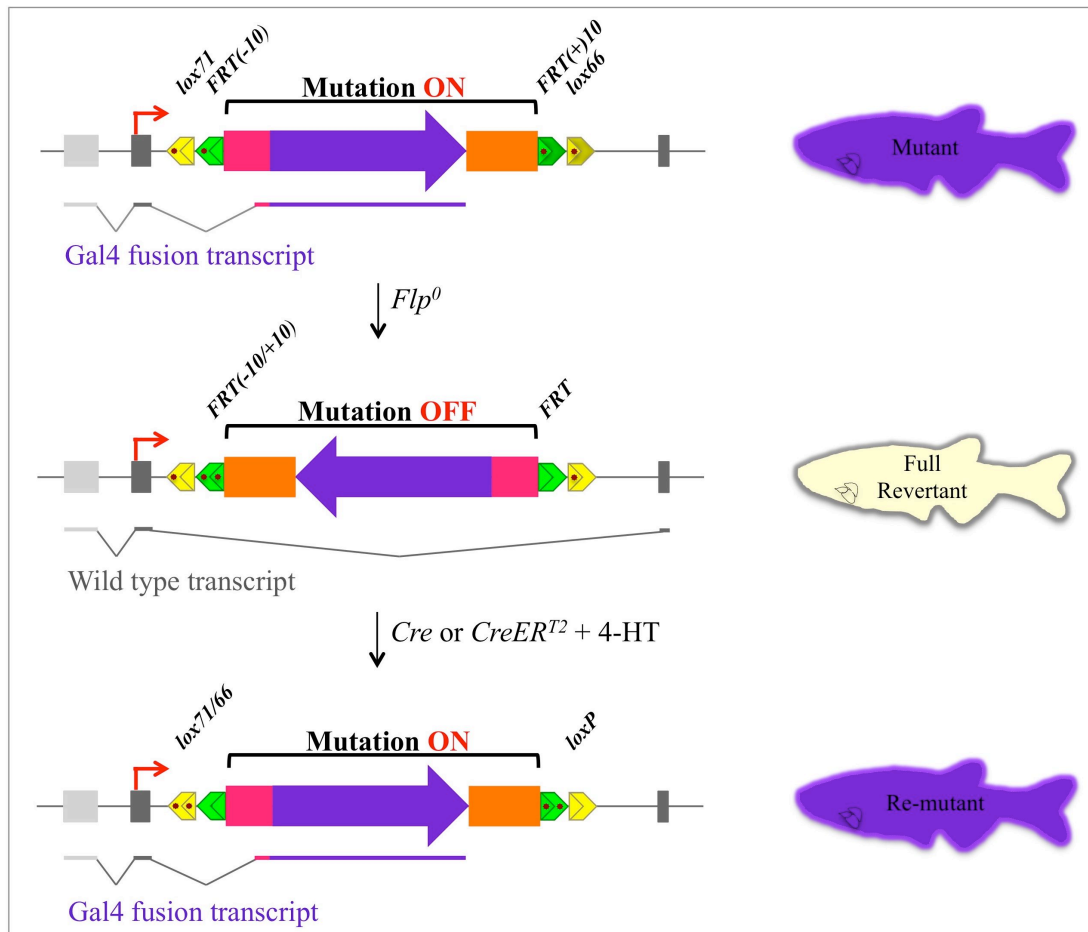 lox71
FRT(-10)
FRT(+)10
lox66
Mutation ON
Mutant
Gal4 fusion transcript
Flp⁰
FRT(-10/+10)
FRT
Mutation OFF
Full
Revertant
Wild type transcript
Cre or CreERᵀ² + 4-HT
lox71/66
loxP
Mutation ON
Re-mutant
Gal4 fusion transcript